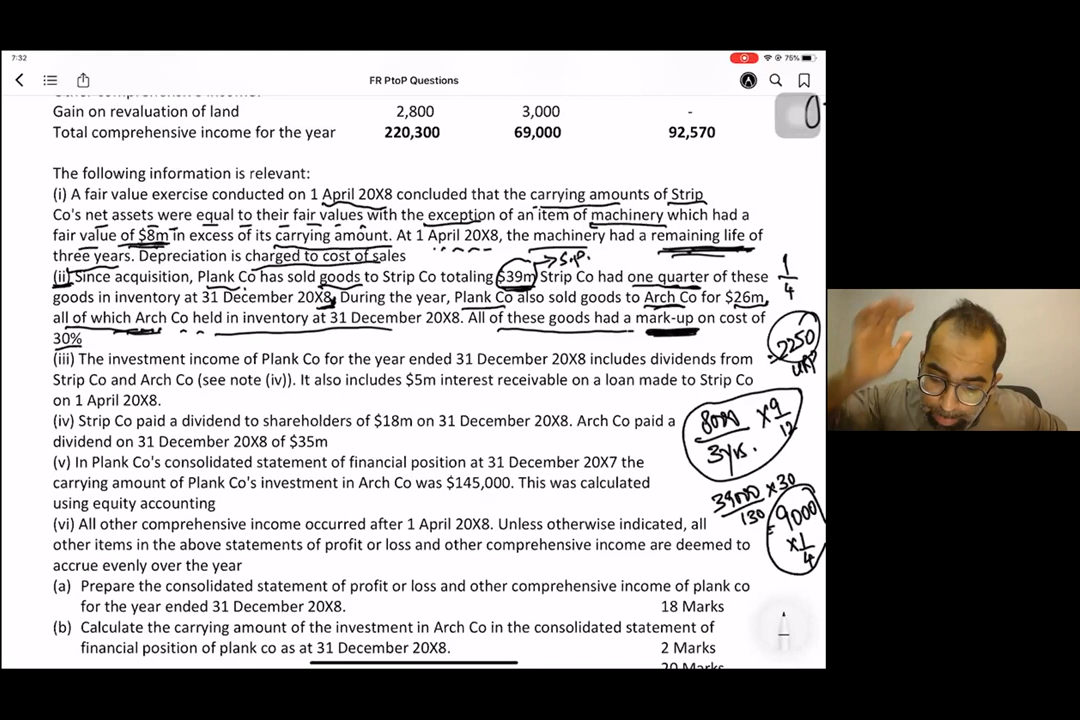 7:32
75%
FR PtoP Questions
Gain on revaluation of land 2,800 3,000 -
Total comprehensive income for the year 220,300 69,000 92,570
The following information is relevant:
(i) A fair value exercise conducted on 1 April 20X8 concluded that the carrying amounts of Strip
Co's net assets were equal to their fair values with the exception of an item of machinery which had a
fair value of $8m in excess of its carrying amount. At 1 April 20X8, the machinery had a remaining life of
three years. Depreciation is charged to cost of sales
→ S.P.
(ii) Since acquisition, Plank Co has sold goods to Strip Co totaling $39m Strip Co had one quarter of these
1/4
goods in inventory at 31 December 20X8. During the year, Plank Co also sold goods to Arch Co for $26m,
all of which Arch Co held in inventory at 31 December 20X8. All of these goods had a mark-up on cost of
30%
= 2250
URP
(iii) The investment income of Plank Co for the year ended 31 December 20X8 includes dividends from
Strip Co and Arch Co (see note (iv)). It also includes $5m interest receivable on a loan made to Strip Co
on 1 April 20X8.
(iv) Strip Co paid a dividend to shareholders of $18m on 31 December 20X8. Arch Co paid a
dividend on 31 December 20X8 of $35m
8000/3yrs. × 9/12
(v) In Plank Co's consolidated statement of financial position at 31 December 20X7 the
carrying amount of Plank Co's investment in Arch Co was $145,000. This was calculated
using equity accounting
39000/130 × 30
= 9000
× 1/4
(vi) All other comprehensive income occurred after 1 April 20X8. Unless otherwise indicated, all
other items in the above statements of profit or loss and other comprehensive income are deemed to
accrue evenly over the year
(a) Prepare the consolidated statement of profit or loss and other comprehensive income of plank co
for the year ended 31 December 20X8. 18 Marks
(b) Calculate the carrying amount of the investment in Arch Co in the consolidated statement of
financial position of plank co as at 31 December 20X8. 2 Marks
20 Marks